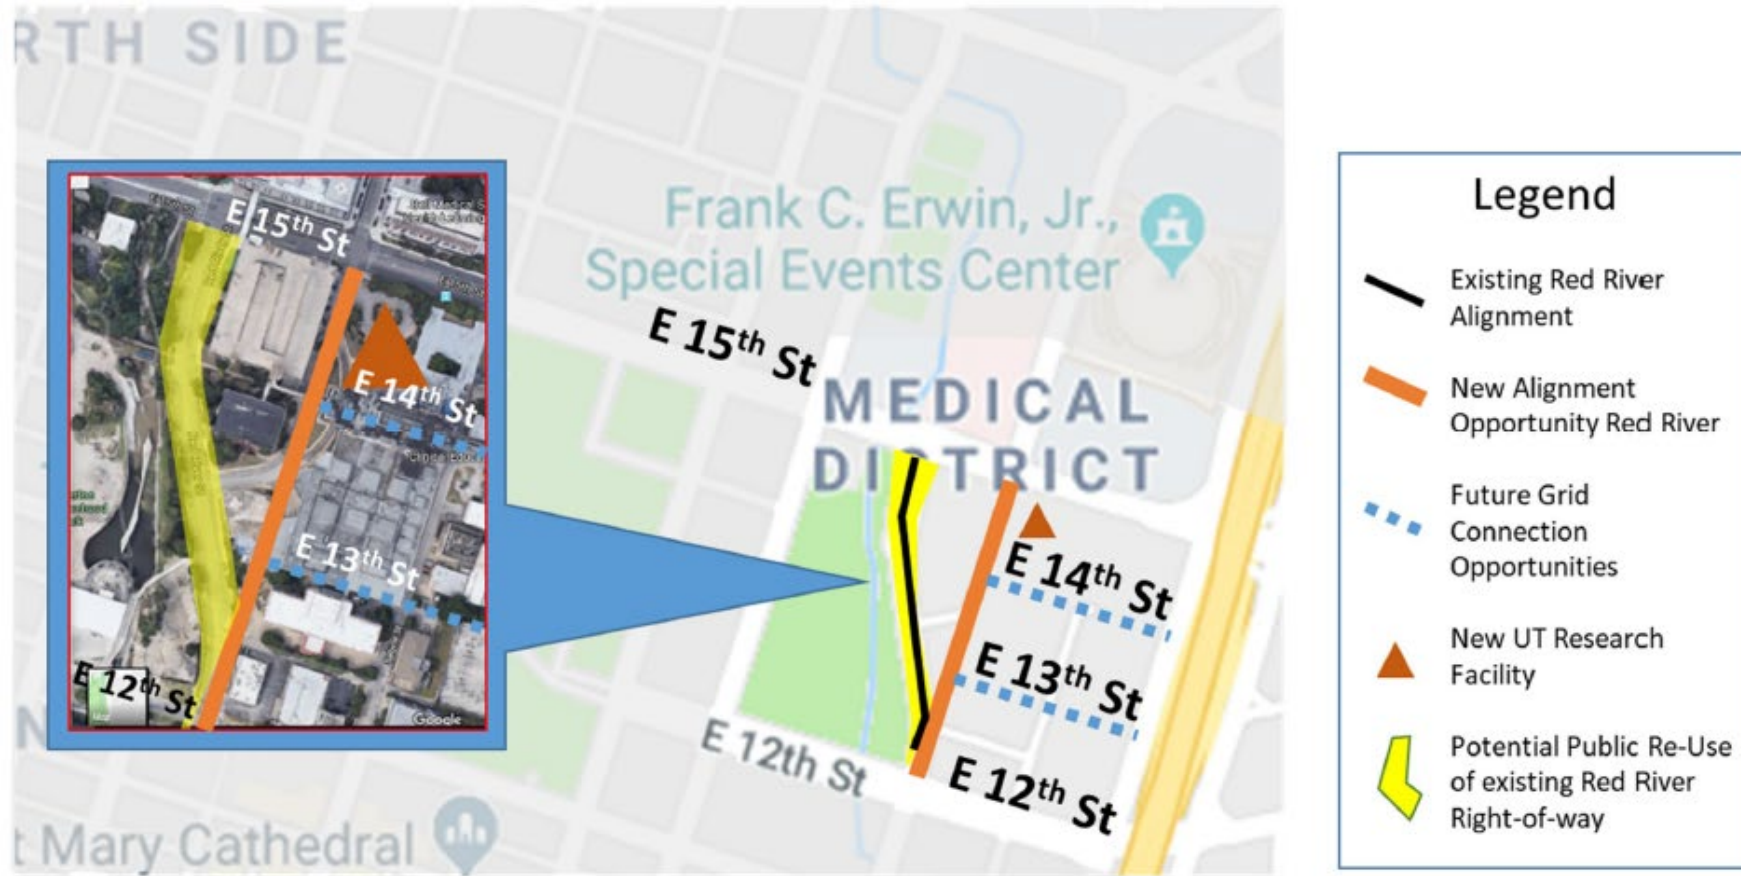 RTH SIDE
Frank C. Erwin, Jr.,
Special Events Center
E 15th St
MEDICAL
DISTRICT
E 14th St
E 13th St
E 12th St
E 12th St
t Mary Cathedral
N
E 15th St
E 14th St
E 13th St
E 12th St
Google
Legend
Existing Red River
Alignment
New Alignment
Opportunity Red River
Future Grid
Connection
Opportunities
New UT Research
Facility
Potential Public Re-Use
of existing Red River
Right-of-way